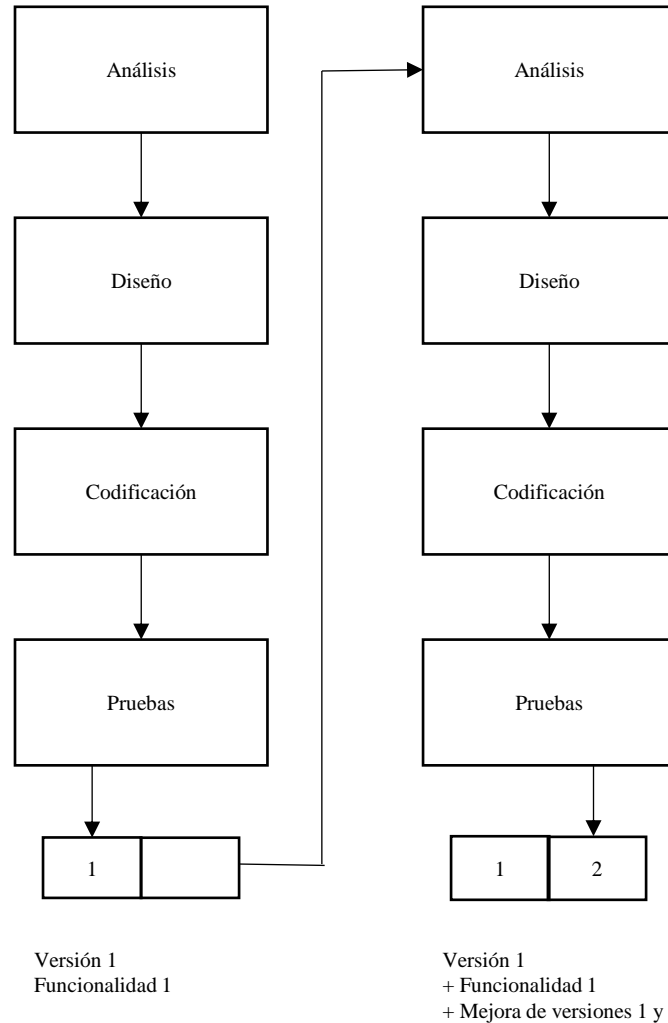 Análisis
Diseño
Codificación
Pruebas
1
Versión 1
Funcionalidad 1
Análisis
Diseño
Codificación
Pruebas
1 2
Versión 1
+ Funcionalidad 1
+ Mejora de versiones 1 y